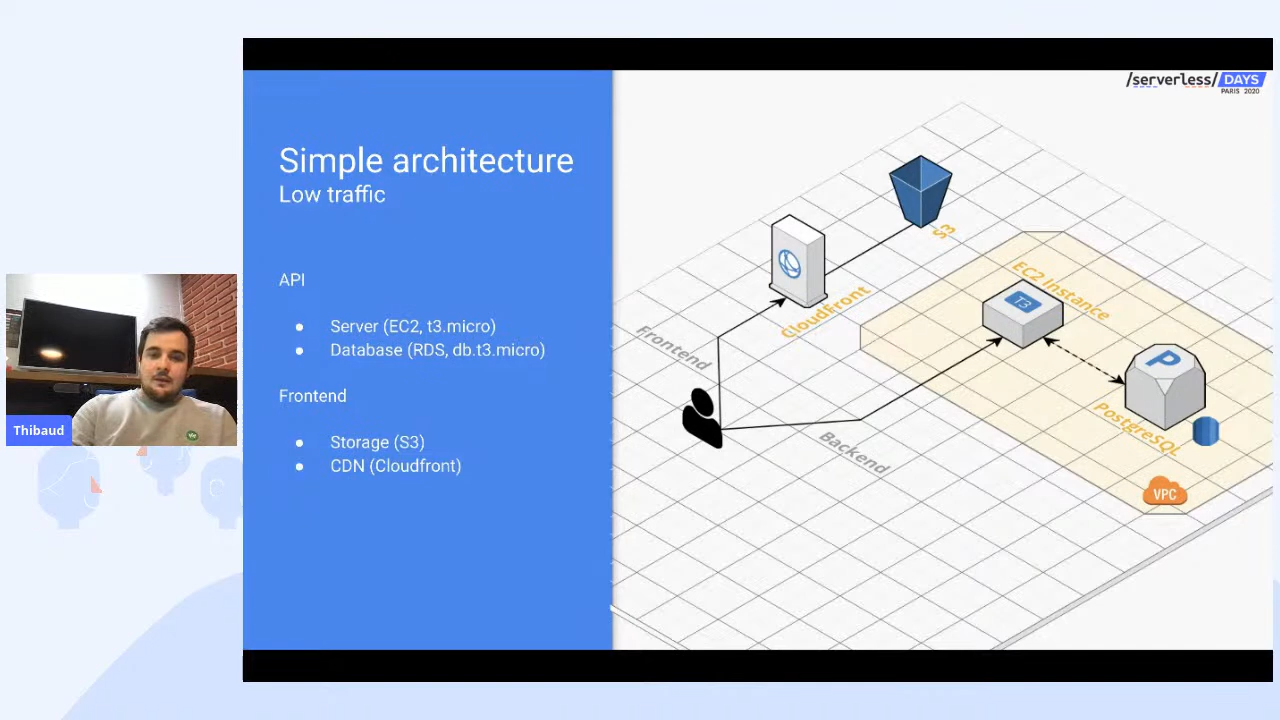 /serverless/ DAYS
PARIS 2020
Simple architecture
Low traffic
API
Server (EC2, t3.micro)
Database (RDS, db.t3.micro)
Frontend
Storage (S3)
CDN (Cloudfront)
Thibaud
S3
Cloudfront
EC2 Instance
T3
Frontend
P
PostgreSQL
Backend
VPC